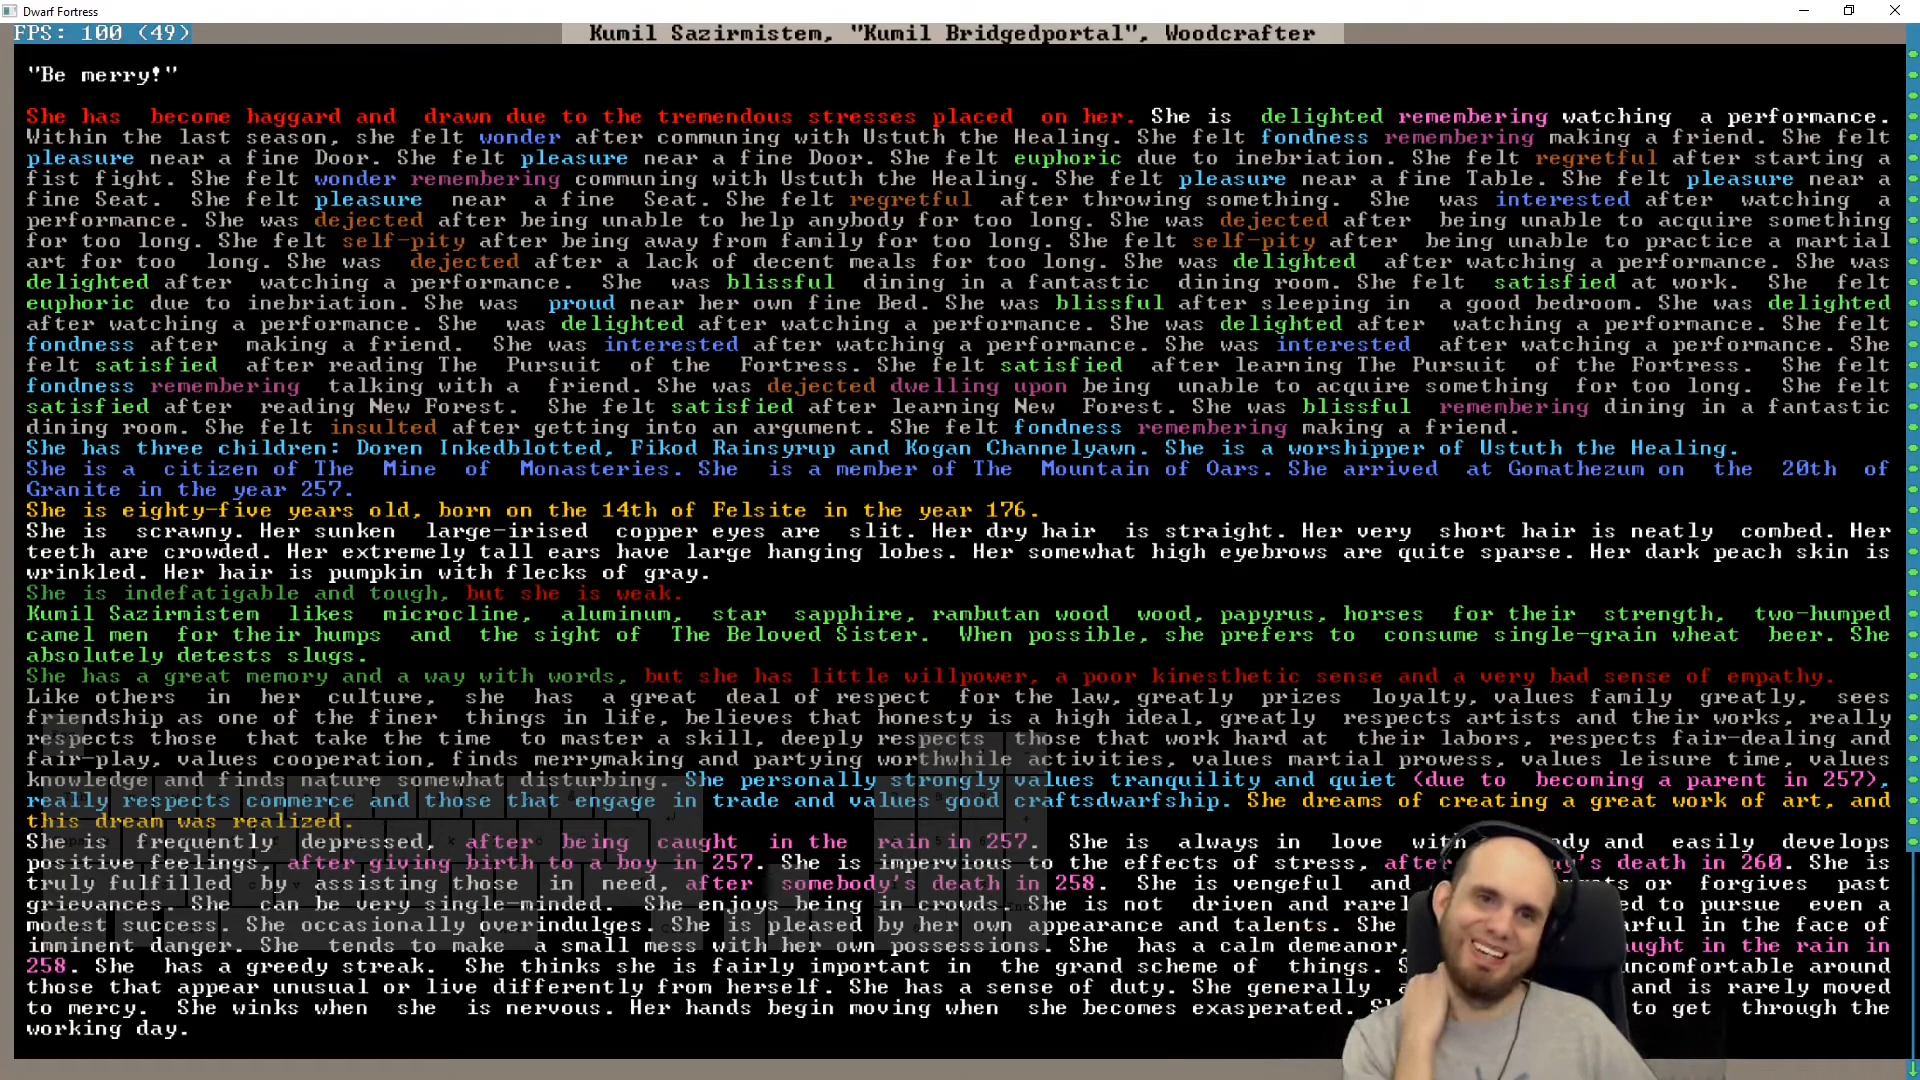 Dwarf Fortress
FPS: 100 (49)
Kumil Sazirmistem, "Kumil Bridgedportal", Woodcrafter
"Be merry!"
She has become haggard and drawn due to the tremendous stresses placed on her. She is delighted remembering watching a performance.
Within the last season, she felt wonder after communing with Ustuth the Healing. She felt fondness remembering making a friend. She felt
pleasure near a fine Door. She felt pleasure near a fine Door. She felt euphoric due to inebriation. She felt regretful after starting a
fist fight. She felt wonder remembering communing with Ustuth the Healing. She felt pleasure near a fine Table. She felt pleasure near a
fine Seat. She felt pleasure near a fine Seat. She felt regretful after throwing something. She was interested after watching a
performance. She was dejected after being unable to help anybody for too long. She was dejected after being unable to acquire something
for too long. She felt self-pity after being away from family for too long. She felt self-pity after being unable to practice a martial
art for too long. She was dejected after a lack of decent meals for too long. She was delighted after watching a performance. She was
delighted after watching a performance. She was blissful dining in a fantastic dining room. She felt satisfied at work. She felt
euphoric due to inebriation. She was proud near her own fine Bed. She was blissful after sleeping in a good bedroom. She was delighted
after watching a performance. She was delighted after watching a performance. She was delighted after watching a performance. She felt
fondness after making a friend. She was interested after watching a performance. She was interested after watching a performance. She
felt satisfied after reading The Pursuit of the Fortress. She felt satisfied after learning The Pursuit of the Fortress. She felt
fondness remembering talking with a friend. She was dejected dwelling upon being unable to acquire something for too long. She felt
satisfied after reading New Forest. She felt satisfied after learning New Forest. She was blissful remembering dining in a fantastic
dining room. She felt insulted after getting into an argument. She felt fondness remembering making a friend.
She has three children: Doren Inkedblotted, Fikod Rainsyrup and Kogan Channelyawn. She is a worshipper of Ustuth the Healing.
She is a citizen of The Mine of Monasteries. She is a member of The Mountain of Oars. She arrived at Gomathezum on the 20th of
Granite in the year 257.
She is eighty-five years old, born on the 14th of Felsite in the year 176.
She is scrawny. Her sunken large-irised copper eyes are slit. Her dry hair is straight. Her very short hair is neatly combed. Her
teeth are crowded. Her extremely tall ears have large hanging lobes. Her somewhat high eyebrows are quite sparse. Her dark peach skin is
wrinkled. Her hair is pumpkin with flecks of gray.
She is indefatigable and tough, but she is weak.
Kumil Sazirmistem likes microcline, aluminum, star sapphire, rambutan wood wood, papyrus, horses for their strength, two-humped
camel men for their humps and the sight of The Beloved Sister. When possible, she prefers to consume single-grain wheat beer. She
absolutely detests slugs.
She has a great memory and a way with words, but she has little willpower, a poor kinesthetic sense and a very bad sense of empathy.
Like others in her culture, she has a great deal of respect for the law, greatly prizes loyalty, values family greatly, sees
friendship as one of the finer things in life, believes that honesty is a high ideal, greatly respects artists and their works, really
respects those that take the time to master a skill, deeply respects those that work hard at their labors, respects fair-dealing and
fair-play, values cooperation, finds merrymaking and partying worthwhile activities, values martial prowess, values leisure time, values
knowledge and finds nature somewhat disturbing. She personally strongly values tranquility and quiet (due to becoming a parent in 257),
really respects commerce and those that engage in trade and values good craftsdwarfship. She dreams of creating a great work of art, and
this dream was realized.
She is frequently depressed, after being caught in the rain in 257. She is always in love with and easily develops
positive feelings, after giving birth to a boy in 257. She is impervious to the effects of stress, death in 260. She is
truly fulfilled by assisting those in need, after somebody's death in 258. She is vengeful and or forgives past
grievances. She can be very single-minded. She enjoys being in crowds. She is not driven and to pursue even a
modest success. She occasionally overindulges. She is pleased by her own appearance and talents. She in the face of
imminent danger. She tends to make a small mess with her own possessions. She has a calm demeanor, in the rain in
258. She has a greedy streak. She thinks she is fairly important in the grand scheme of things. uncomfortable around
those that appear unusual or live differently from herself. She has a sense of duty. She generally and is rarely moved
to mercy. She winks when she is nervous. Her hands begin moving when she becomes exasperated. to get through the
working day.